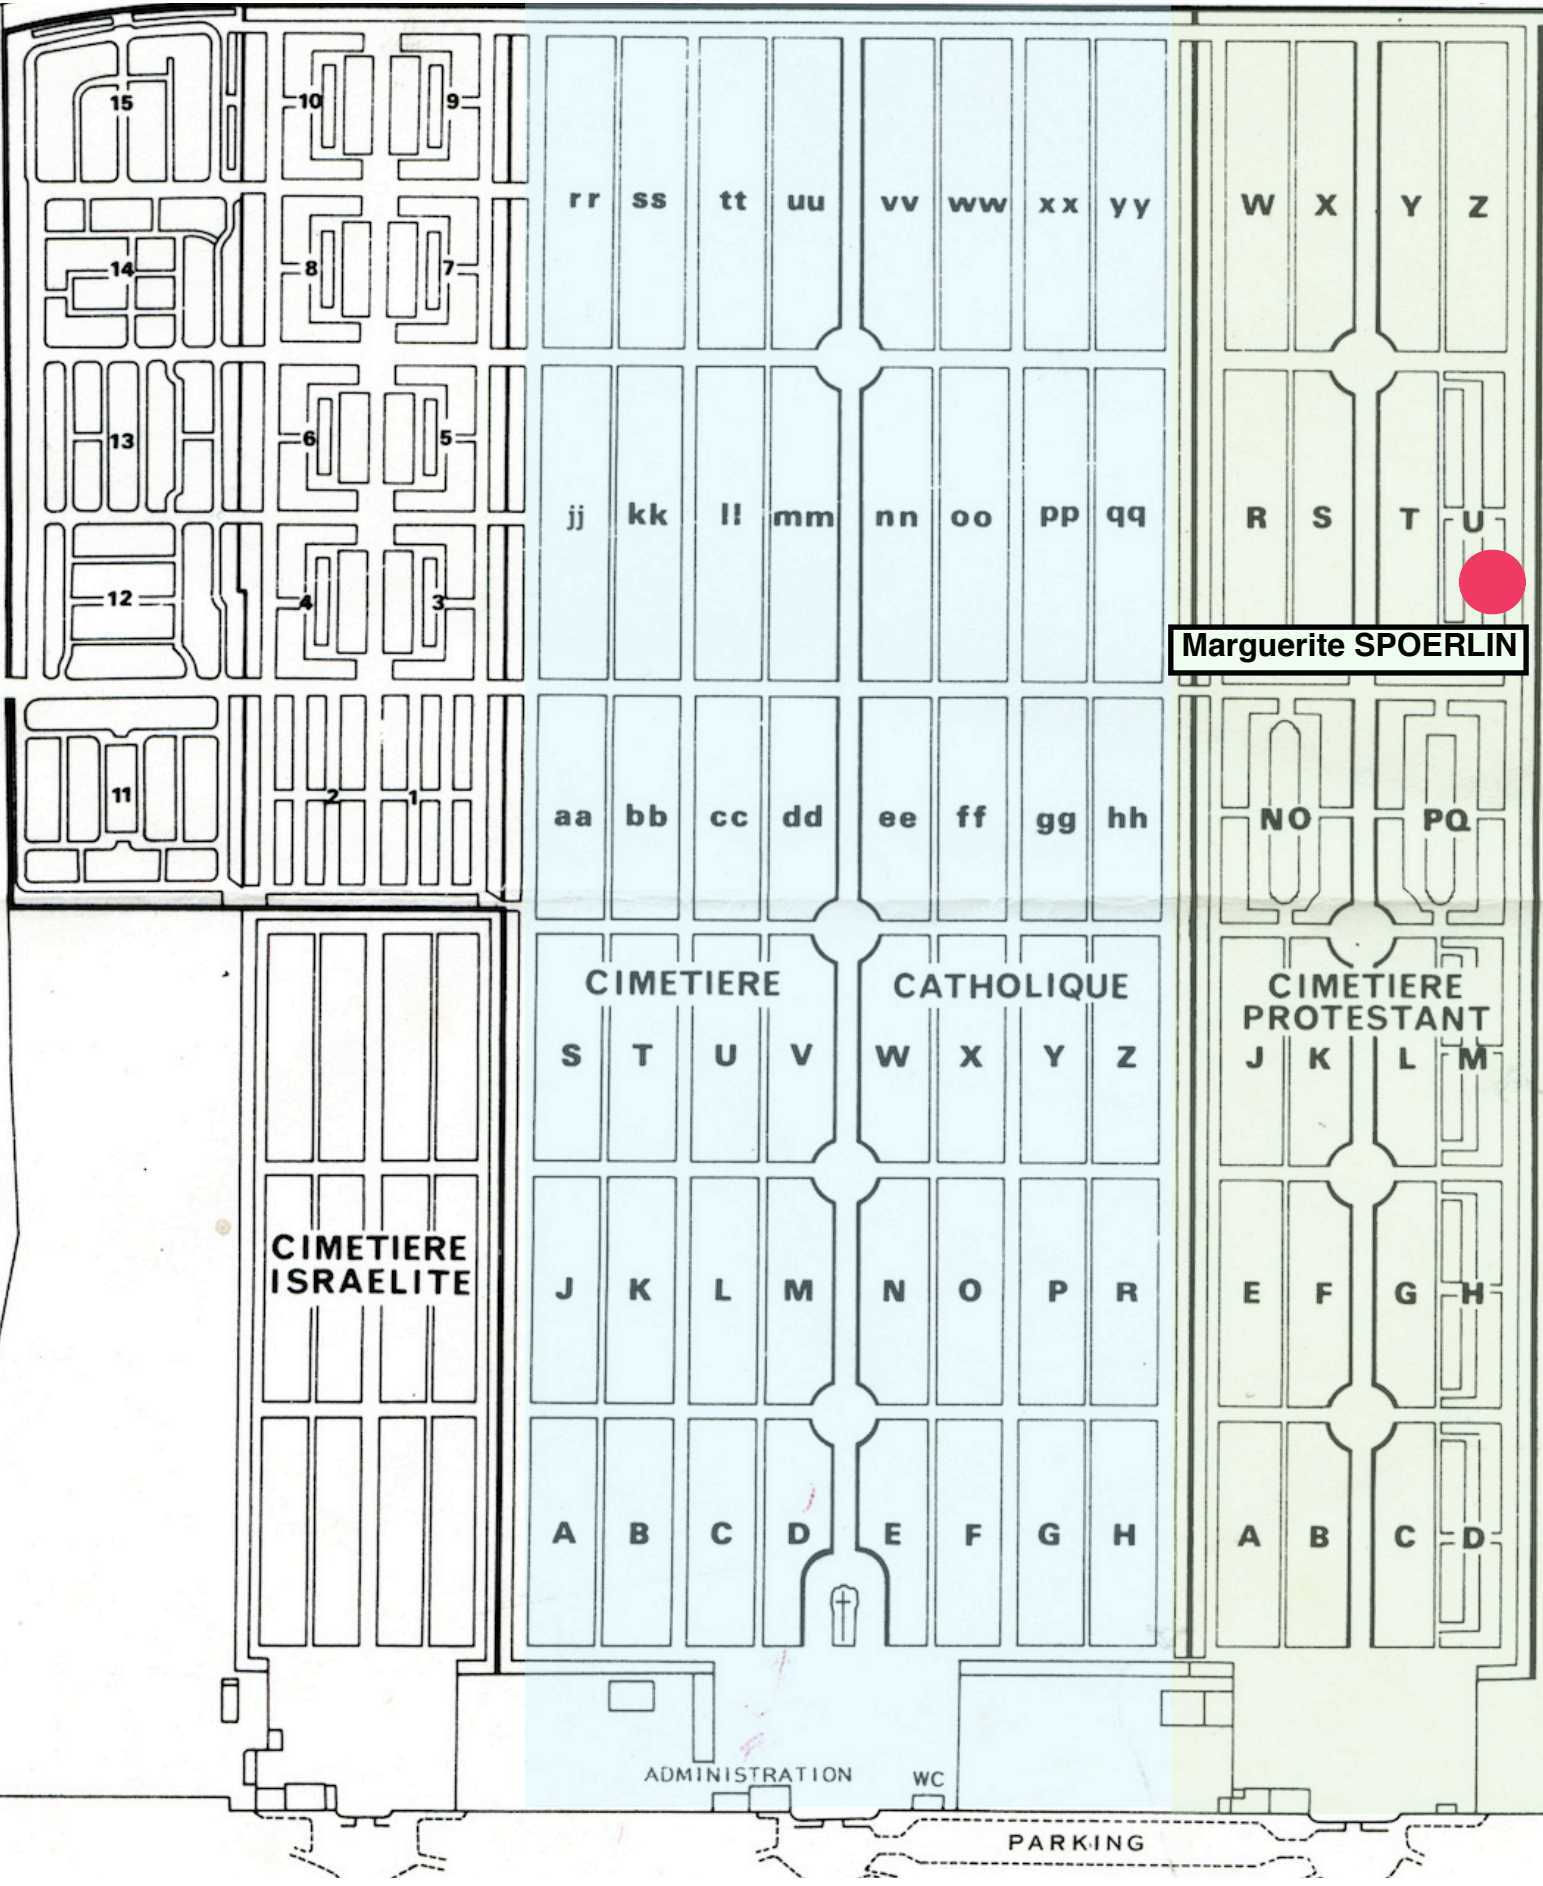 15
10
9
rr ss tt uu vv ww xx yy
W X Y Z
14
8
7
13
6
5
jj kk ll mm nn oo pp qq
R S T U
12
4
3
Marguerite SPOERLIN
11
2
1
aa bb cc dd ee ff gg hh
NO PQ
CIMETIERE CATHOLIQUE
CIMETIERE
PROTESTANT
S T U V W X Y Z
J K L M
CIMETIERE
ISRAELITE
J K L M N O P R
E F G H
A B C D E F G H
A B C D
ADMINISTRATION
WC
PARKING